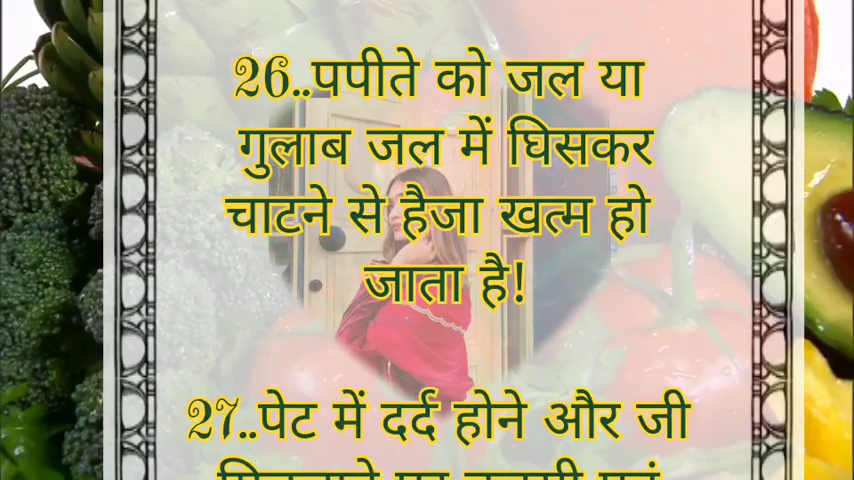 26..पपीते को जल या
गुलाब जल में घिसकर
चाटने से हैजा खत्म हो
जाता है!
27..पेट में दर्द होने और जी